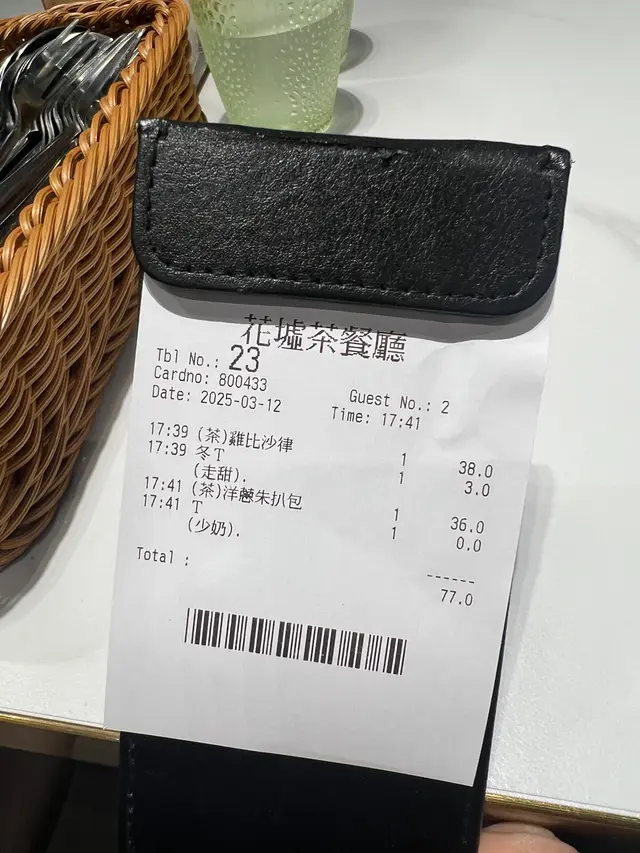 花墟茶餐廳
Tbl No.: 23
Cardno: 800433 Guest No.: 2
Date: 2025-03-12 Time: 17:41
17:39 (茶)雞比沙律 1 38.0
17:39 冬T 1 3.0
(走甜).
17:41 (茶)洋蔥朱扒包 1 36.0
17:41 T 1 0.0
(少奶).
Total :
------
77.0